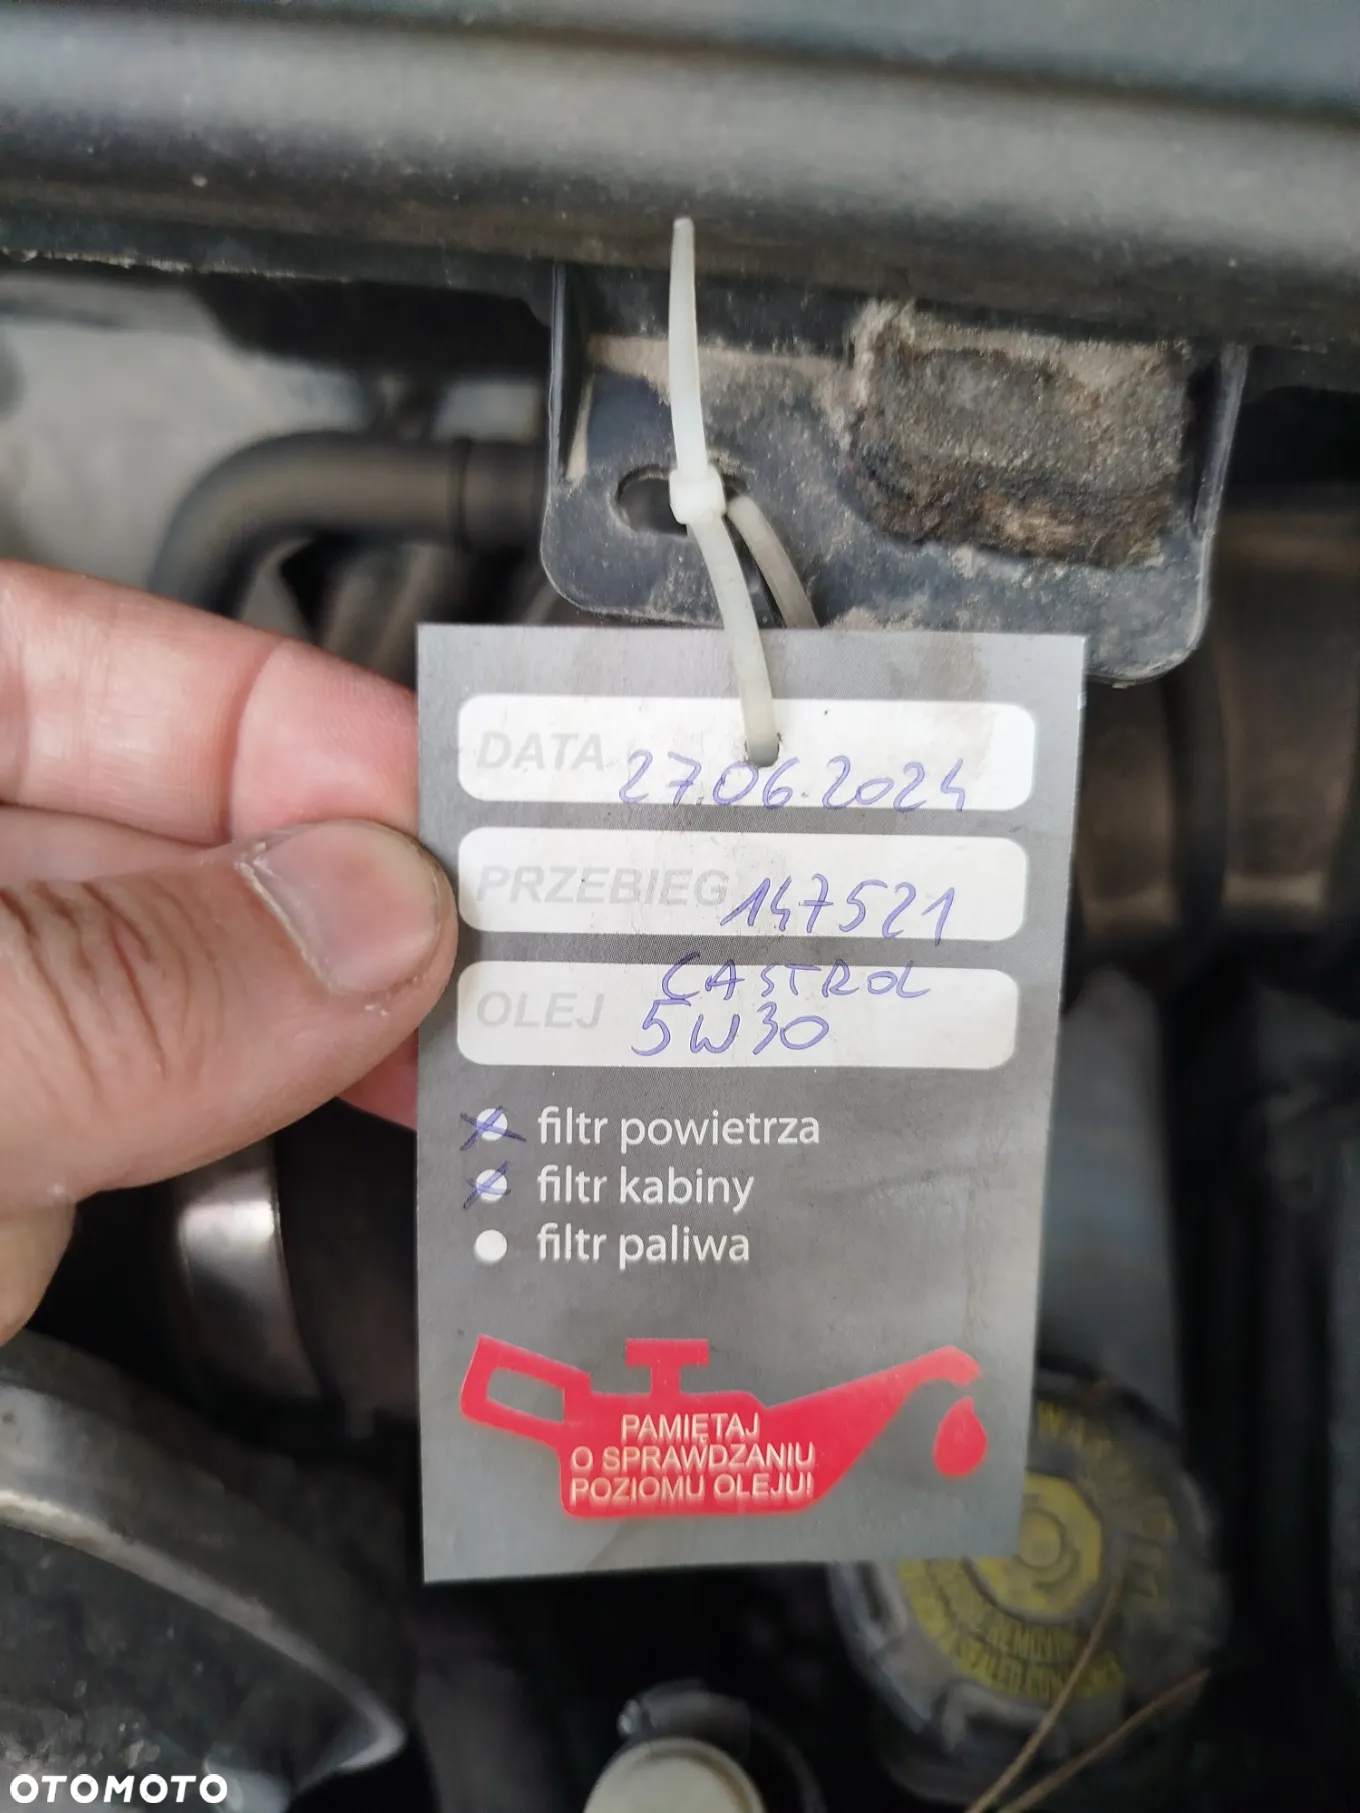 DATA 27.06.2024
PRZEBIEG 147521
CASTROL
OLEJ 5W30
filtr powietrza
filtr kabiny
filtr paliwa
PAMIĘTAJ
O SPRAWDZANIU
POZIOMU OLEJU!
OTOMOTO